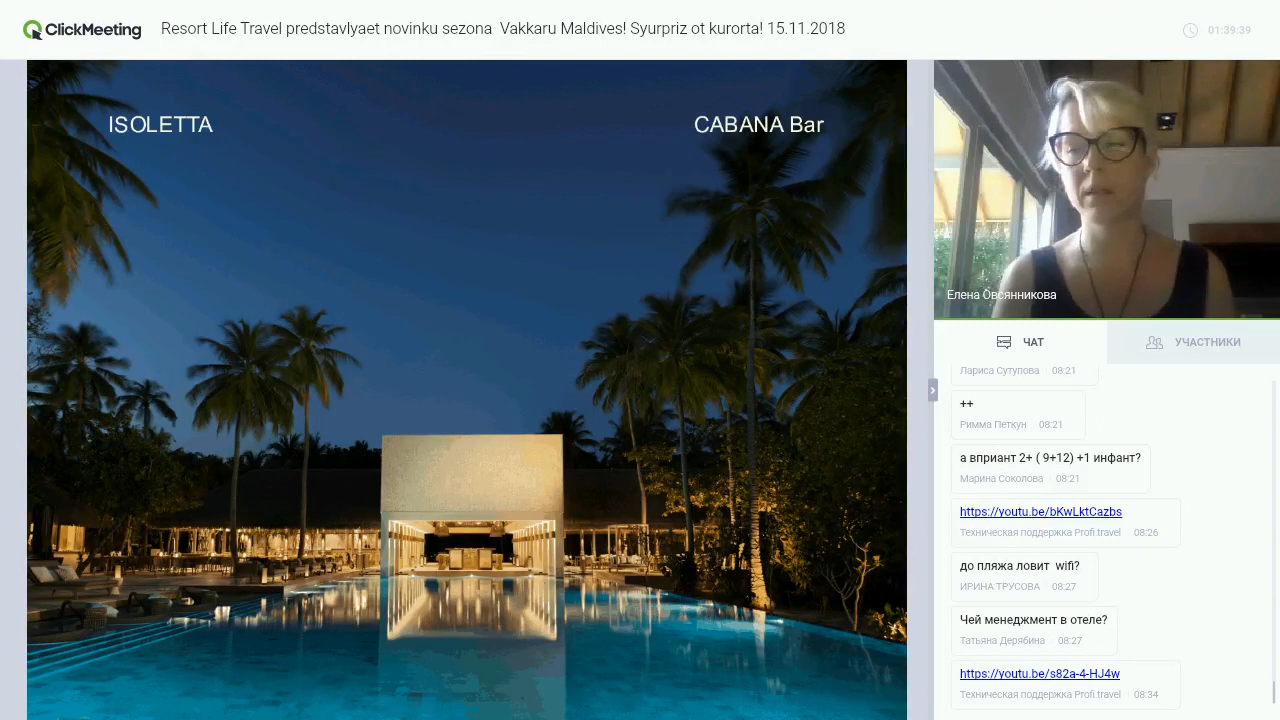 ClickMeeting
Resort Life Travel predstavlyaet novinku sezona  Vakkaru Maldives! Syurpriz ot kurorta! 15.11.2018
01:39:39
ISOLETTA
CABANA Bar
Елена Овсянникова
ЧАТ
УЧАСТНИКИ
Лариса Сутупова 08:21
++
Римма Петкун 08:21
а вприант 2+ ( 9+12) +1 инфант?
Марина Соколова 08:21
https://youtu.be/bKwLktCazbs
Техническая поддержка Profi.travel 08:26
до пляжа ловит  wifi?
ИРИНА ТРУСОВА 08:27
Чей менеджмент в отеле?
Татьяна Дерябина 08:27
https://youtu.be/s82a-4-HJ4w
Техническая поддержка Profi.travel 08:34